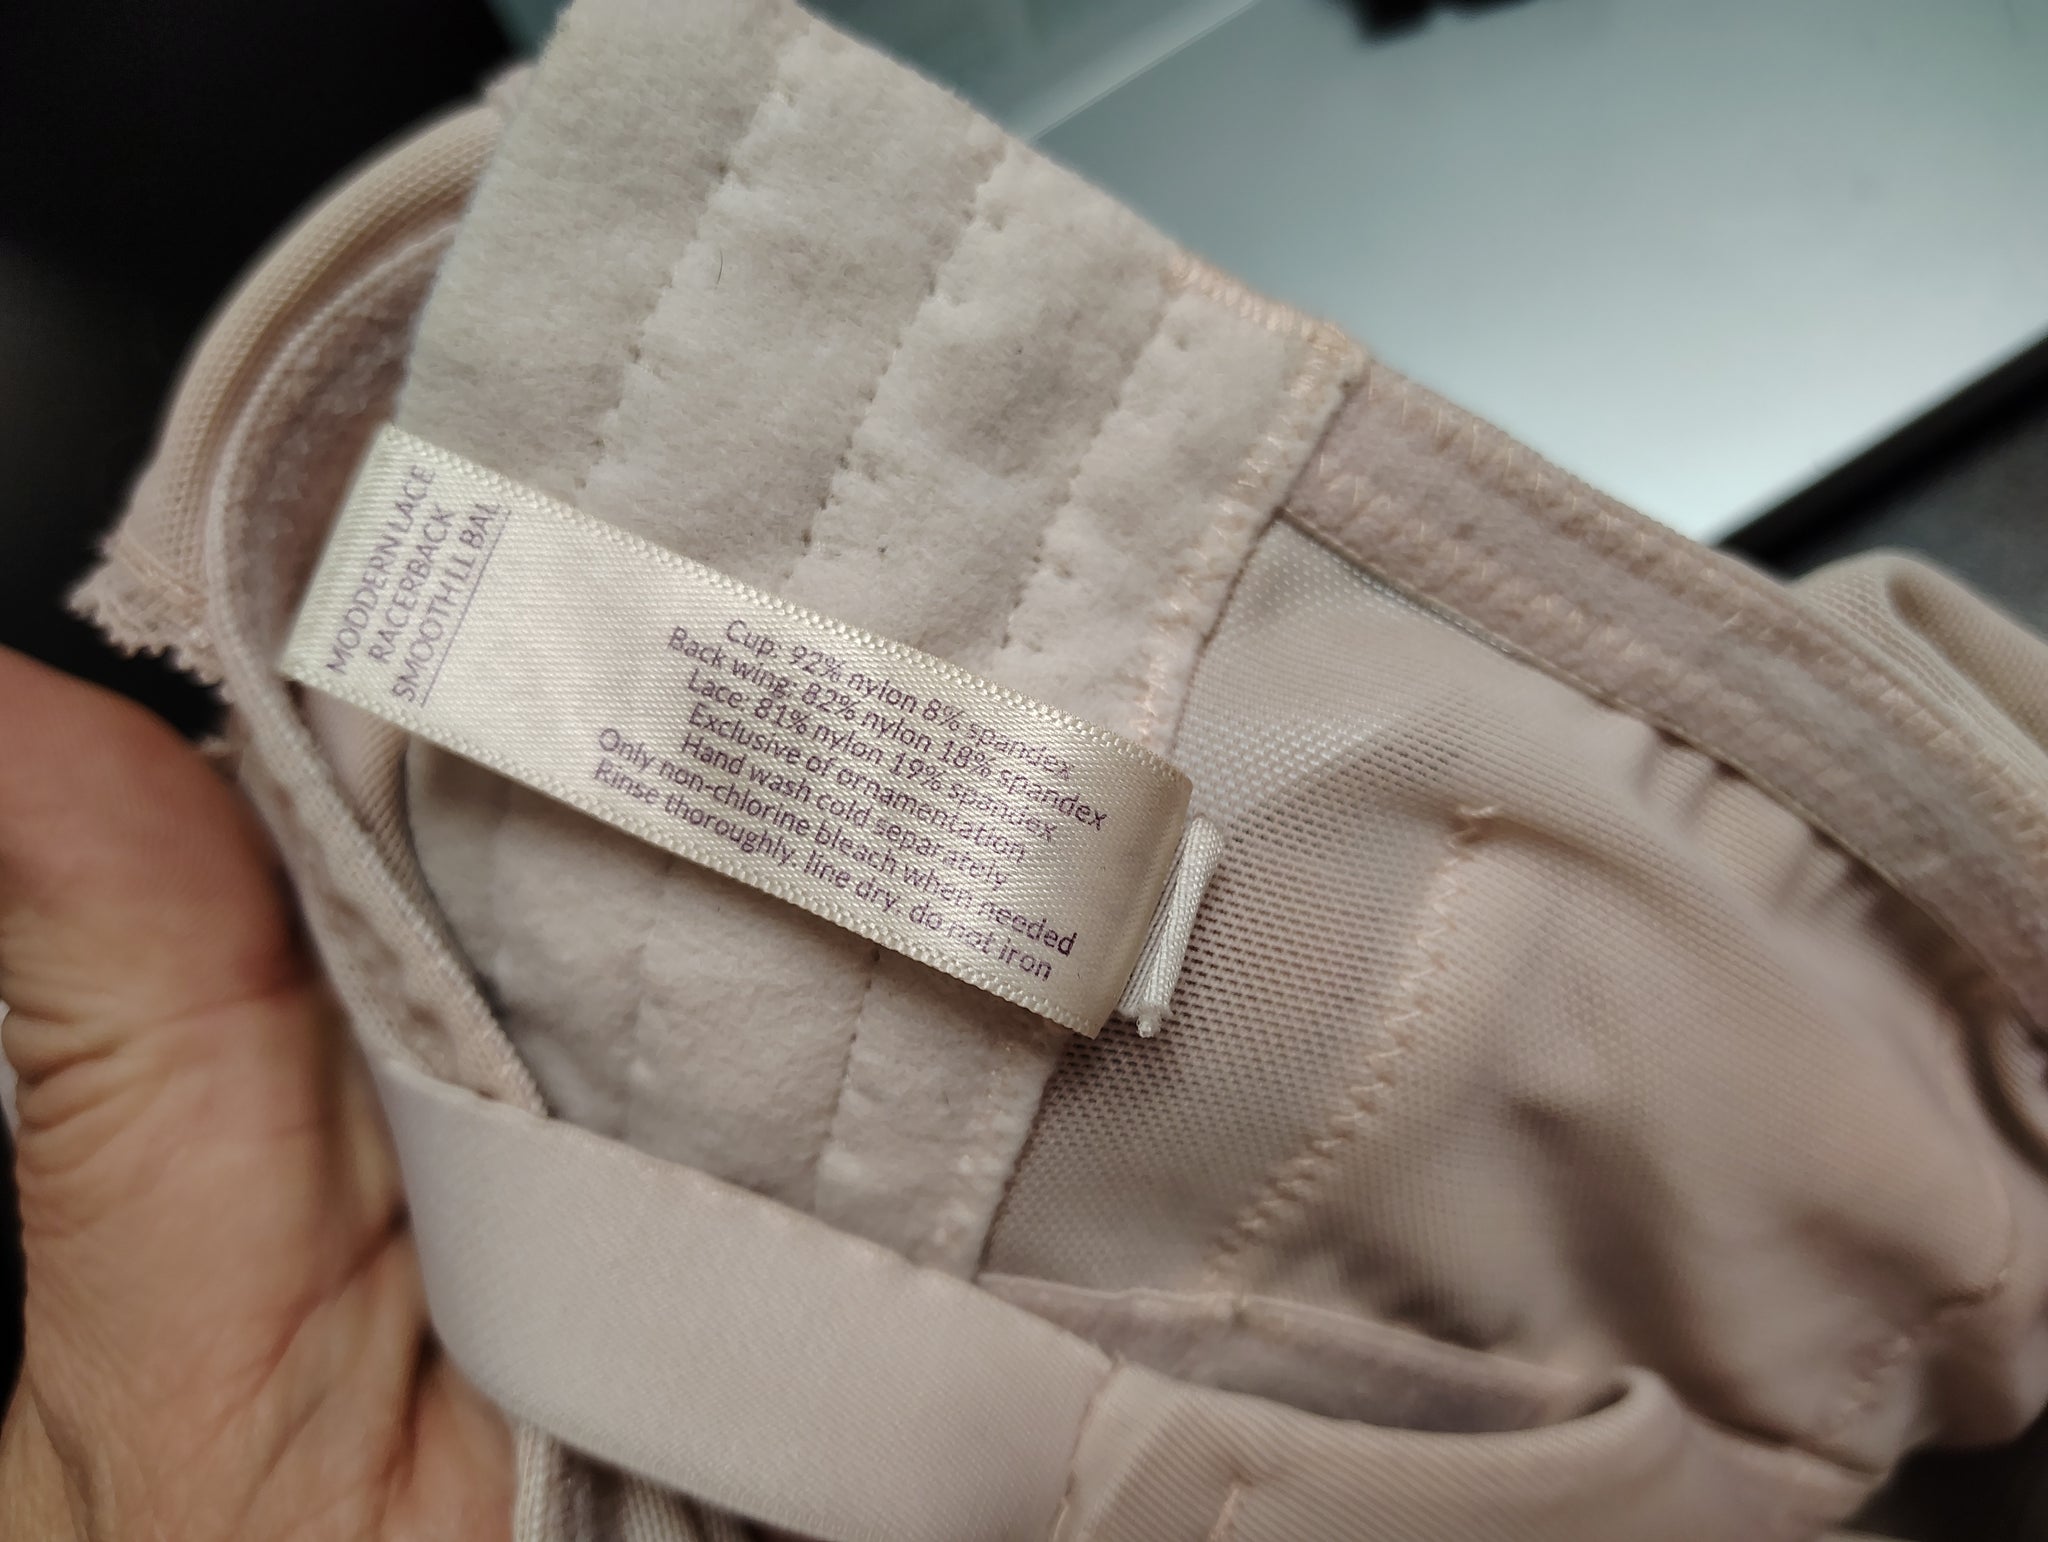 MODDERN LACE
RACERBACK
SMOOTH LL BAL
Cup: 92% nylon 8% spandex
Back wing: 82% nylon 18% spandex
Lace: 81% nylon 19% spandex
Exclusive of ornamentation
Hand wash cold separately
Only non-chlorine bleach when needed
Rinse thoroughly. line dry. do not iron